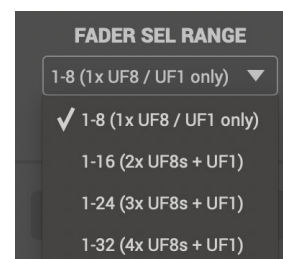 FADER SEL RANGE
1-8 (1x UF8 / UF1 only)
1-8 (1x UF8 / UF1 only)
1-16 (2x UF8s + UF1)
1-24 (3x UF8s + UF1)
1-32 (4x UF8s + UF1)